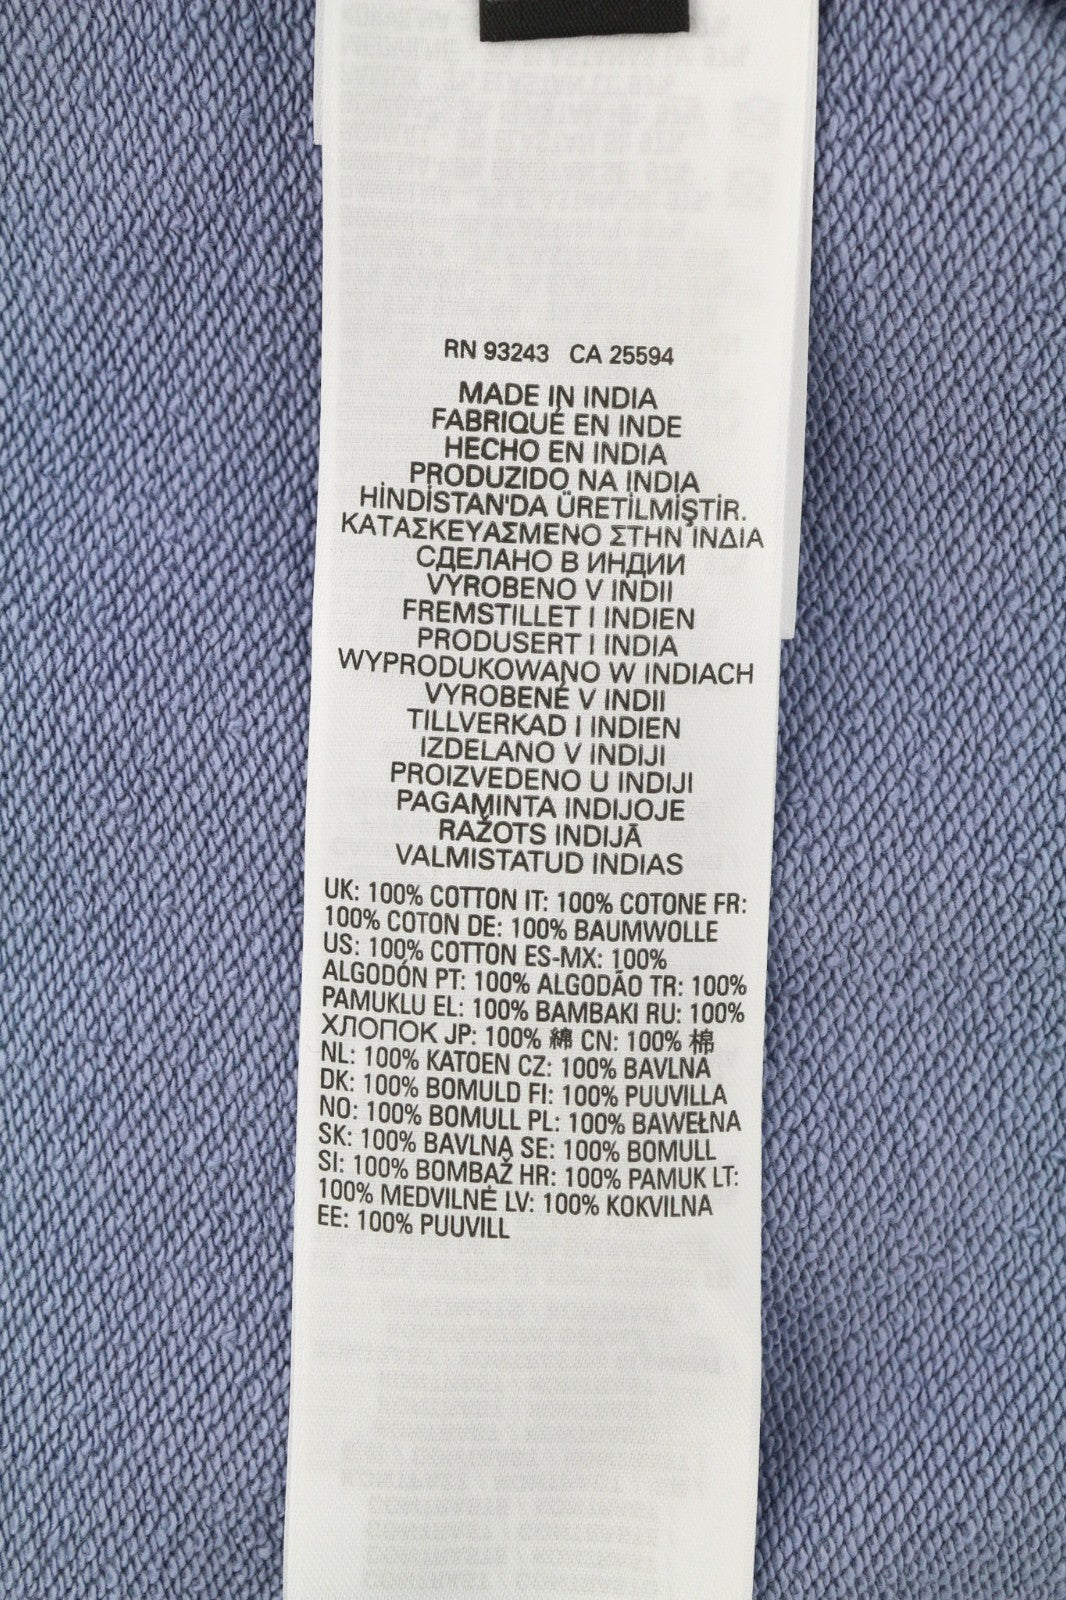 RN 93243 CA 25594
MADE IN INDIA
FABRIQUÉ EN INDE
HECHO EN INDIA
PRODUZIDO NA INDIA
HİNDİSTAN'DA ÜRETİLMİŞTİR.
ΚΑΤΑΣΚΕΥΑΣΜΕΝΟ ΣΤΗΝ ΙΝΔΙΑ
СДЕЛАНО В ИНДИИ
VYROBENO V INDII
FREMSTILLET I INDIEN
PRODUSERT I INDIA
WYPRODUKOWANO W INDIACH
VYROBENÉ V INDII
TILLVERKAD I INDIEN
IZDELANO V INDIJI
PROIZVEDENO U INDIJI
PAGAMINTA INDIJOJE
RAŽOTS INDIJĀ
VALMISTATUD INDIAS
UK: 100% COTTON IT: 100% COTONE FR:
100% COTON DE: 100% BAUMWOLLE
US: 100% COTTON ES-MX: 100%
ALGODÓN PT: 100% ALGODÃO TR: 100%
PAMUKLU EL: 100% ΒΑΜΒΑΚΙ RU: 100%
ХЛОПОК JP: 100% 綿 CN: 100% 棉
NL: 100% KATOEN CZ: 100% BAVLNA
DK: 100% BOMULD FI: 100% PUUVILLA
NO: 100% BOMULL PL: 100% BAWEŁNA
SK: 100% BAVLNA SE: 100% BOMULL
SI: 100% BOMBAŽ HR: 100% PAMUK LT:
100% MEDVILNĖ LV: 100% KOKVILNA
EE: 100% PUUVILL